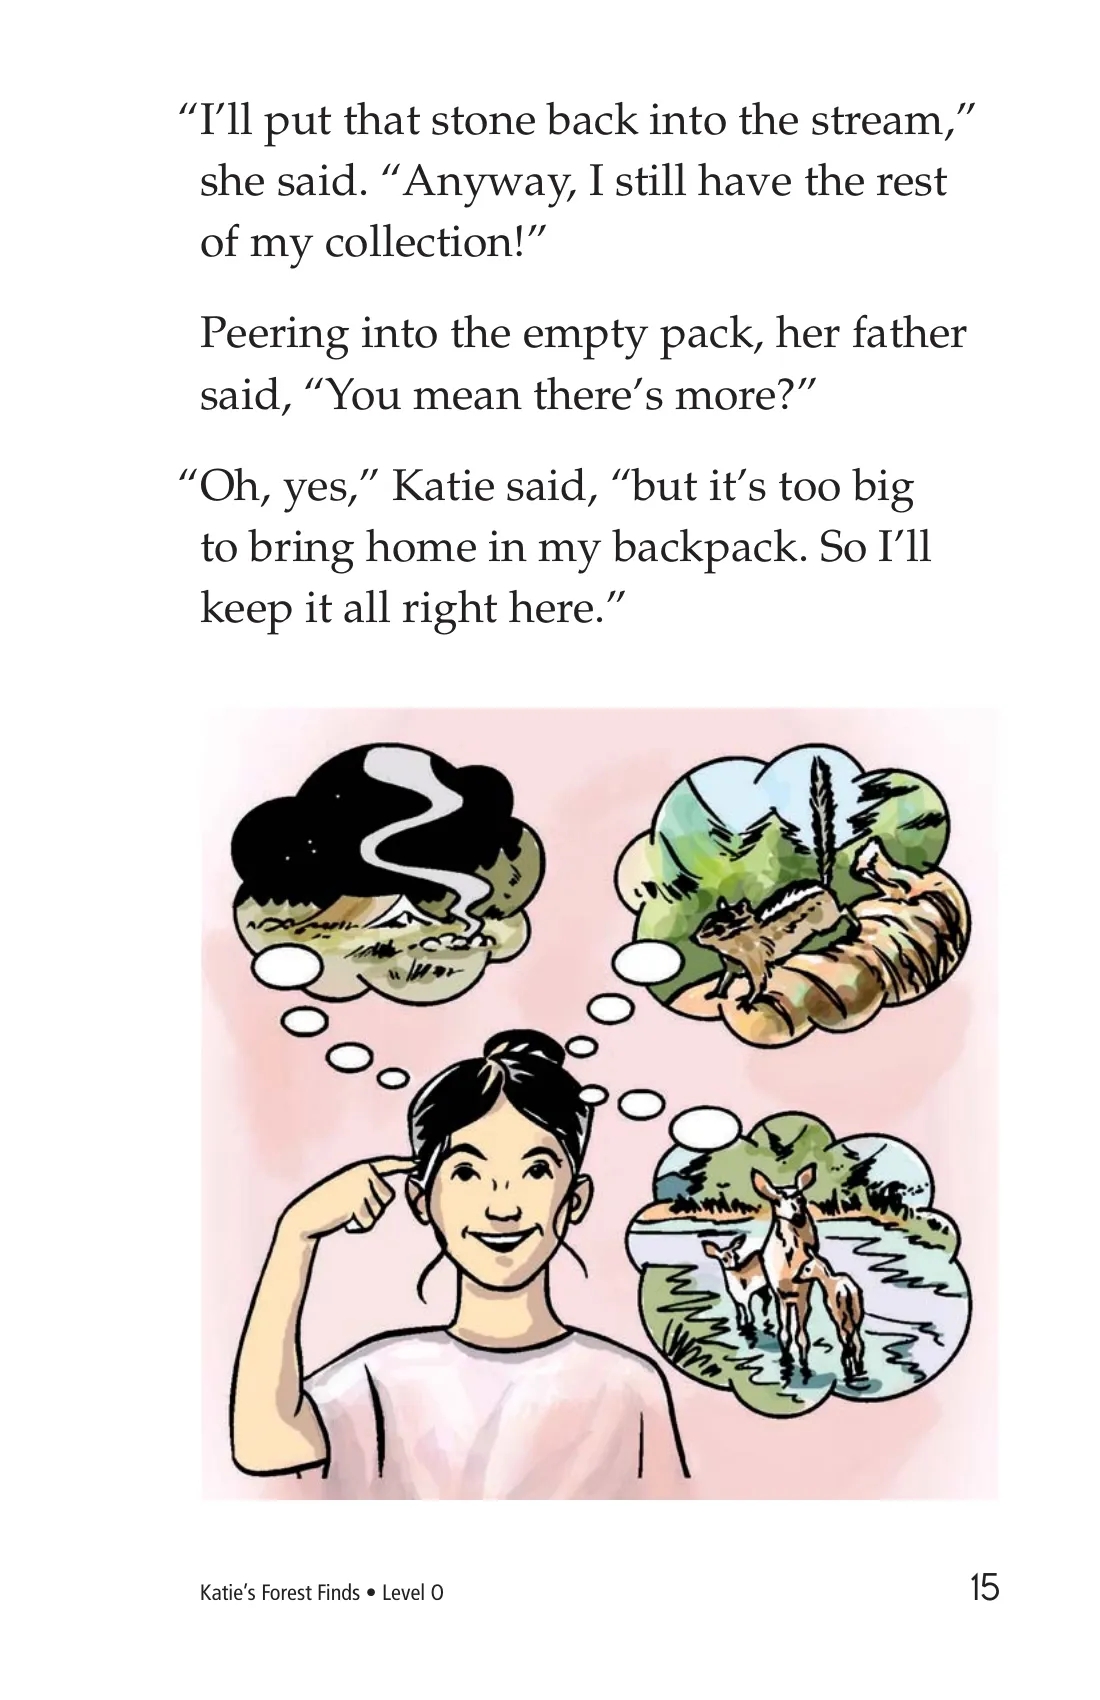 “I’ll put that stone back into the stream,”
she said. “Anyway, I still have the rest
of my collection!”
Peering into the empty pack, her father
said, “You mean there’s more?”
“Oh, yes,” Katie said, “but it’s too big
to bring home in my backpack. So I’ll
keep it all right here.”
Katie’s Forest Finds • Level O
15